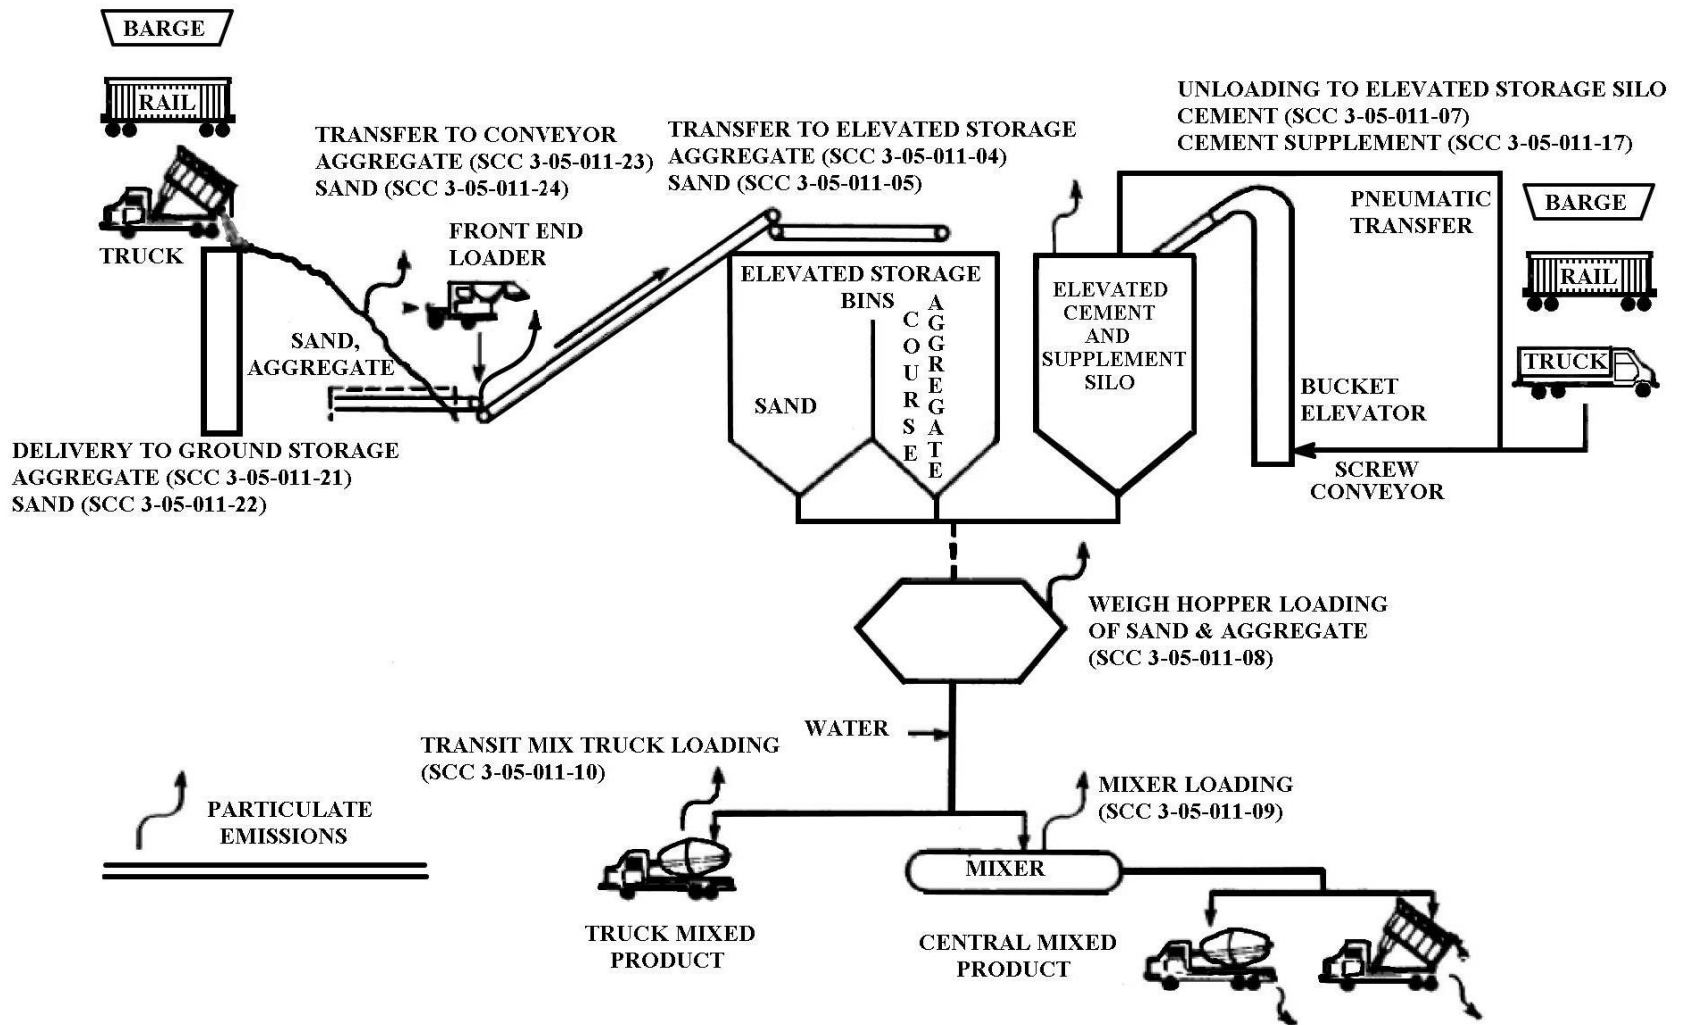 BARGE
RAIL
TRUCK
TRANSFER TO CONVEYOR
AGGREGATE (SCC 3-05-011-23)
SAND (SCC 3-05-011-24)
FRONT END
LOADER
SAND,
AGGREGATE
DELIVERY TO GROUND STORAGE
AGGREGATE (SCC 3-05-011-21)
SAND (SCC 3-05-011-22)
TRANSFER TO ELEVATED STORAGE
AGGREGATE (SCC 3-05-011-04)
SAND (SCC 3-05-011-05)
ELEVATED STORAGE
BINS
SAND
COURSE
AGGREGATE
UNLOADING TO ELEVATED STORAGE SILO
CEMENT (SCC 3-05-011-07)
CEMENT SUPPLEMENT (SCC 3-05-011-17)
PNEUMATIC
TRANSFER
BARGE
RAIL
TRUCK
ELEVATED
CEMENT
AND
SUPPLEMENT
SILO
BUCKET
ELEVATOR
SCREW
CONVEYOR
WEIGH HOPPER LOADING
OF SAND & AGGREGATE
(SCC 3-05-011-08)
WATER
TRANSIT MIX TRUCK LOADING
(SCC 3-05-011-10)
MIXER LOADING
(SCC 3-05-011-09)
PARTICULATE
EMISSIONS
MIXER
TRUCK MIXED
PRODUCT
CENTRAL MIXED
PRODUCT